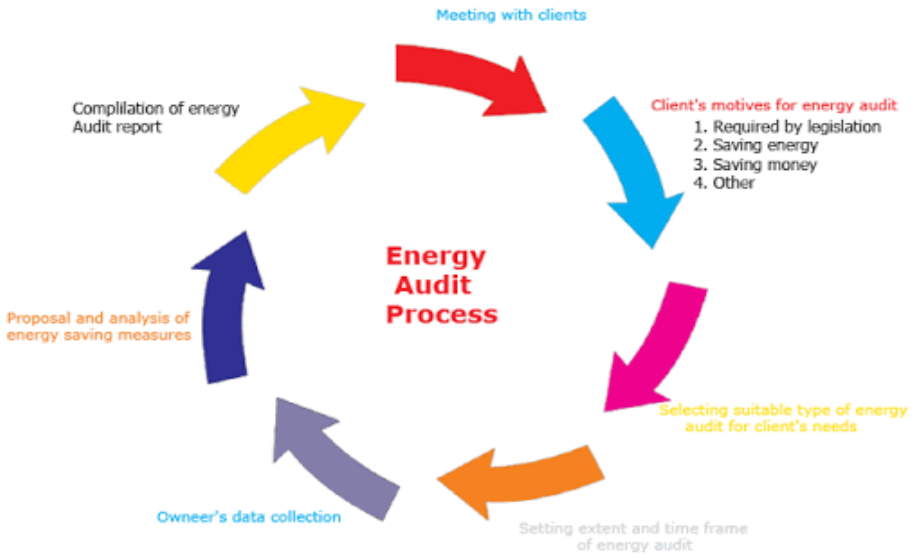 Meeting with clients
Client's motives for energy audit
1. Required by legislation
2. Saving energy
3. Saving money
4. Other
Selecting suitable type of energy
audit for client's needs
Setting extent and time frame
of energy audit
Owneer's data collection
Proposal and analysis of
energy saving measures
Complilation of energy
Audit report
Energy
Audit
Process